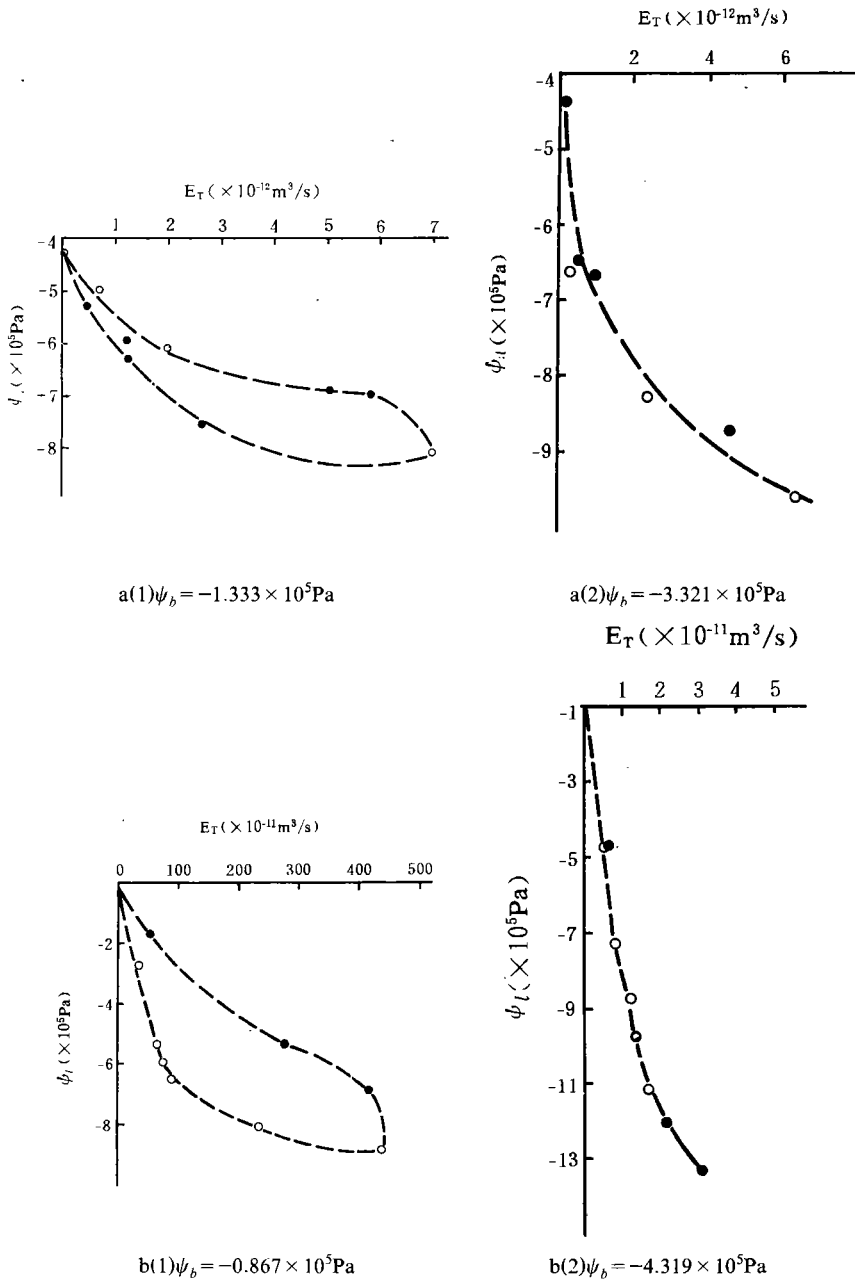 E_T (×10⁻¹²m³/s)
2 4 6
-4
-5
-6
-7
-8
-9
(×10⁵Pa)
E_T (×10⁻¹²m³/s)
1 2 3 4 5 6 7
-4
-5
-6
-7
-8
(×10⁵Pa)
a(1)ψ_b=-1.333×10⁵Pa
a(2)ψ_b=-3.321×10⁵Pa
E_T (×10⁻¹¹m³/s)
1 2 3 4 5
-1
-3
-5
-7
-9
-11
-13
ϕ_l (×10⁵Pa)
E_T (×10⁻¹¹m³/s)
0 100 200 300 400 500
-2
-4
-6
-8
ϕ_l (×10⁵Pa)
b(1)ψ_b=-0.867×10⁵Pa
b(2)ψ_b=-4.319×10⁵Pa